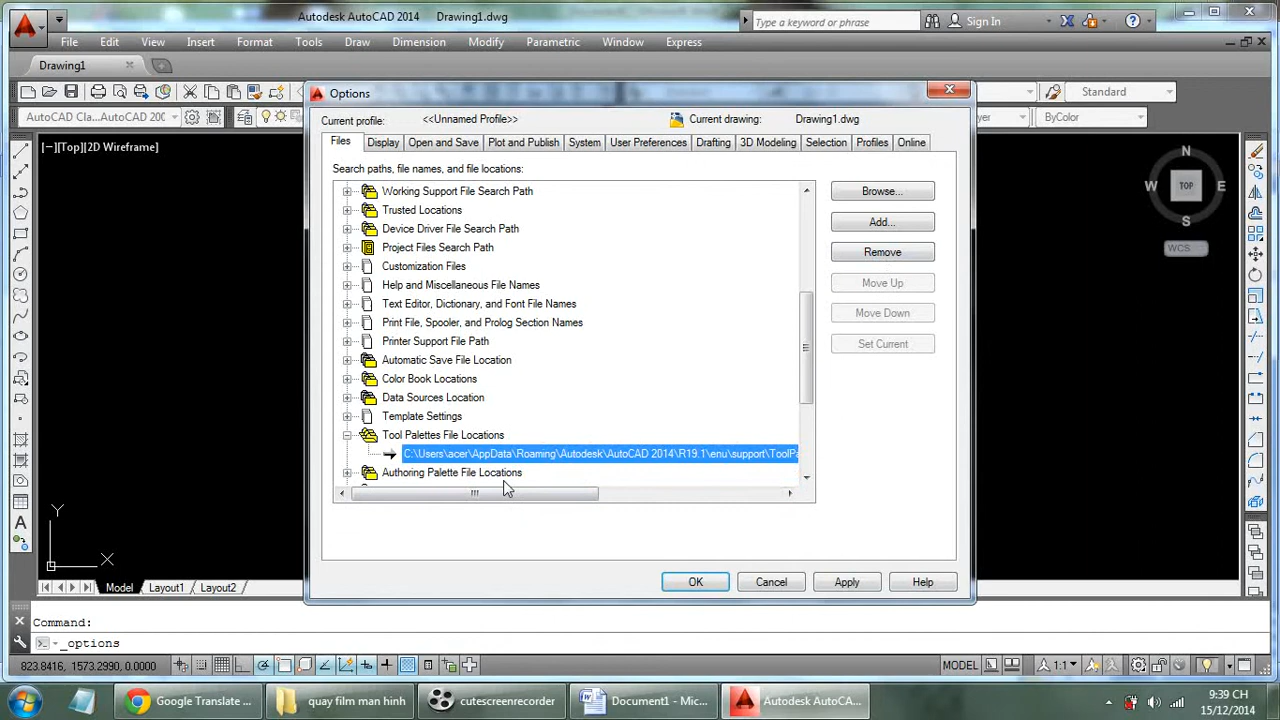 Autodesk AutoCAD 2014 Drawing1.dwg
Type a keyword or phrase
Sign In
File Edit View Insert Format Tools Draw Dimension Modify Parametric Window Express
Drawing1
Standard
AutoCAD Cla...
AutoCAD 200
ByColor
Options
Current profile: <<Unnamed Profile>> Current drawing: Drawing1.dwg
Files Display Open and Save Plot and Publish System User Preferences Drafting 3D Modeling Selection Profiles Online
[−][Top][2D Wireframe]
Search paths, file names, and file locations:
Working Support File Search Path
Trusted Locations
Device Driver File Search Path
Project Files Search Path
Customization Files
Help and Miscellaneous File Names
Text Editor, Dictionary, and Font File Names
Print File, Spooler, and Prolog Section Names
Printer Support File Path
Automatic Save File Location
Color Book Locations
Data Sources Location
Template Settings
Tool Palettes File Locations
C:\Users\acer\AppData\Roaming\Autodesk\AutoCAD 2014\R19.1\enu\support\ToolPa
Authoring Palette File Locations
Browse...
Add...
Remove
Move Up
Move Down
Set Current
N
W TOP E
S
WCS
OK Cancel Apply Help
Y
X
Model Layout1 Layout2
Command:
_options
823.8416, 1573.2990, 0.0000
MODEL
1:1
Google Translate ...
quay film man hinh
cutescreenrecorder
Document1 - Mic...
Autodesk AutoCA...
9:39 CH
15/12/2014